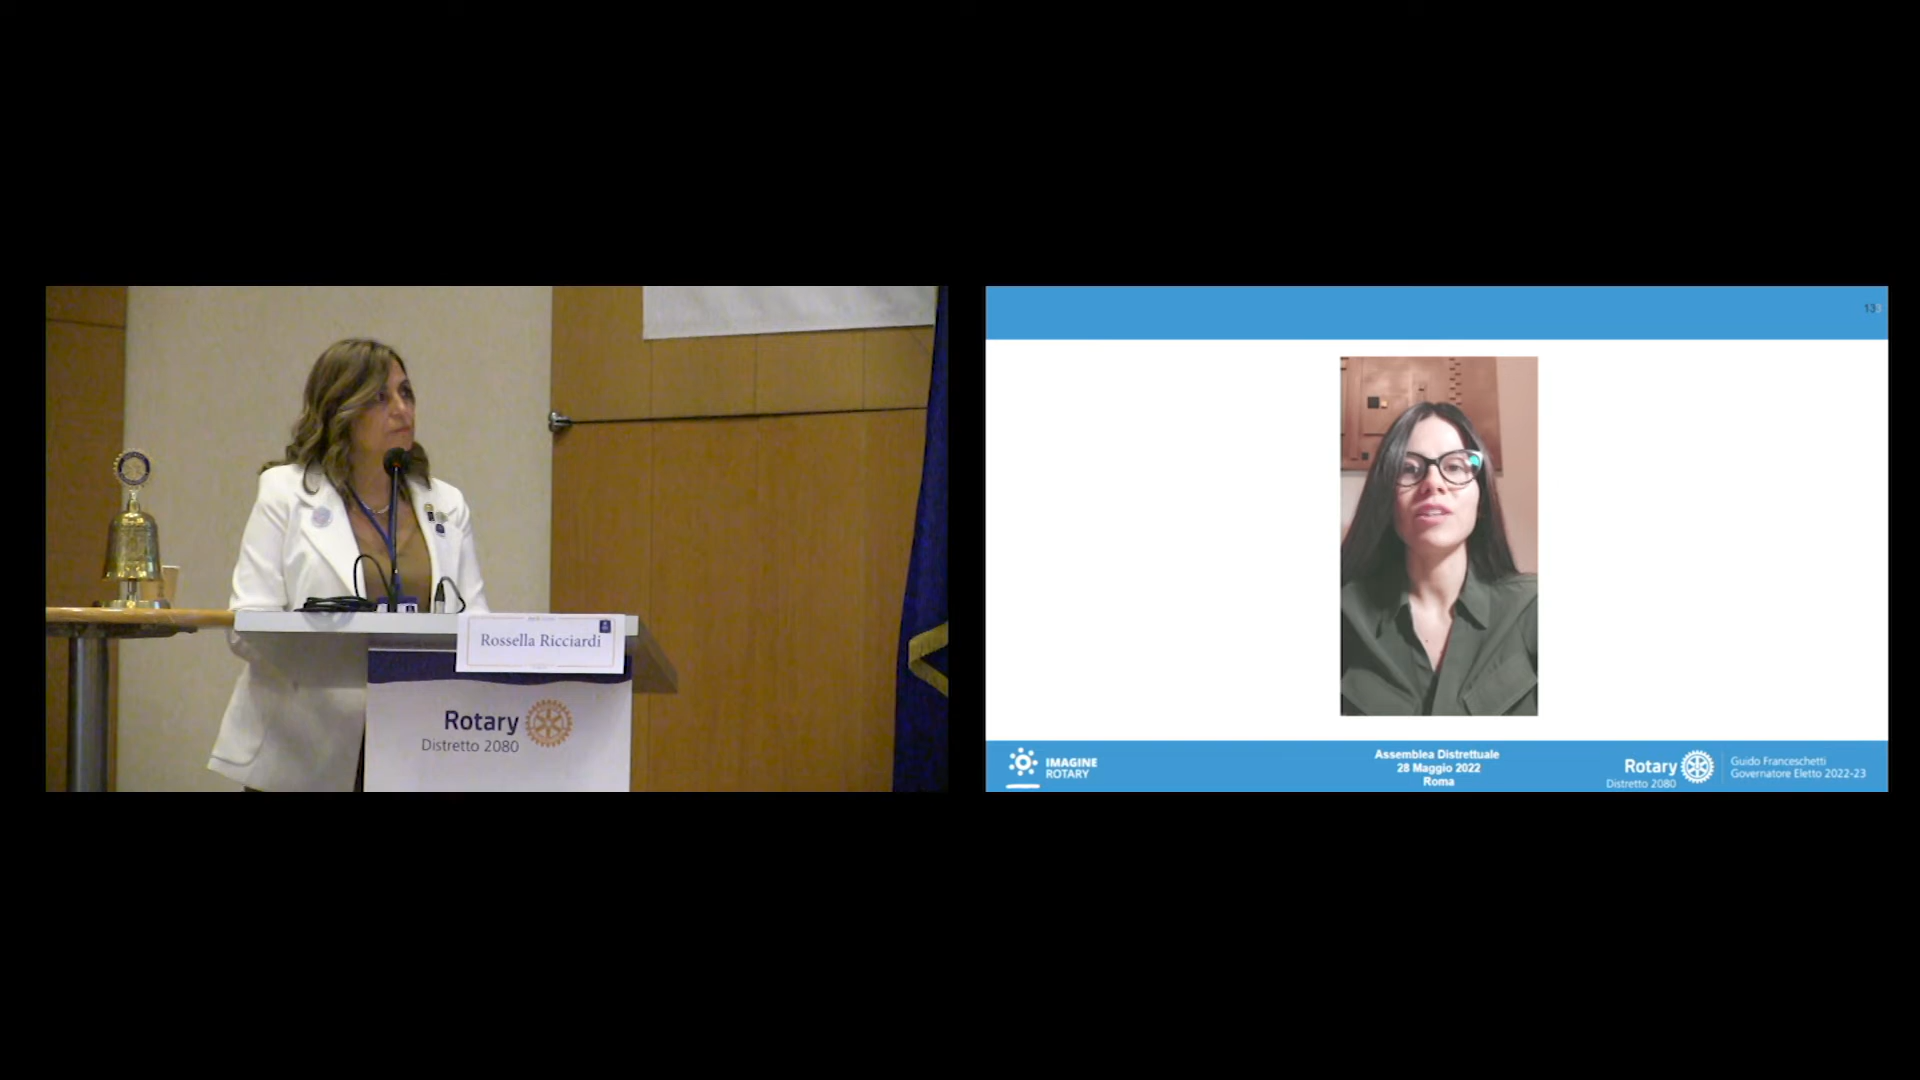 Rossella Ricciardi
Rotary
Distretto 2080
IMAGINE
ROTARY
Assemblea Distrettuale
28 Maggio 2022
Roma
Rotary
Distretto 2080
Guido Franceschetti
Governatore Eletto 2022-23